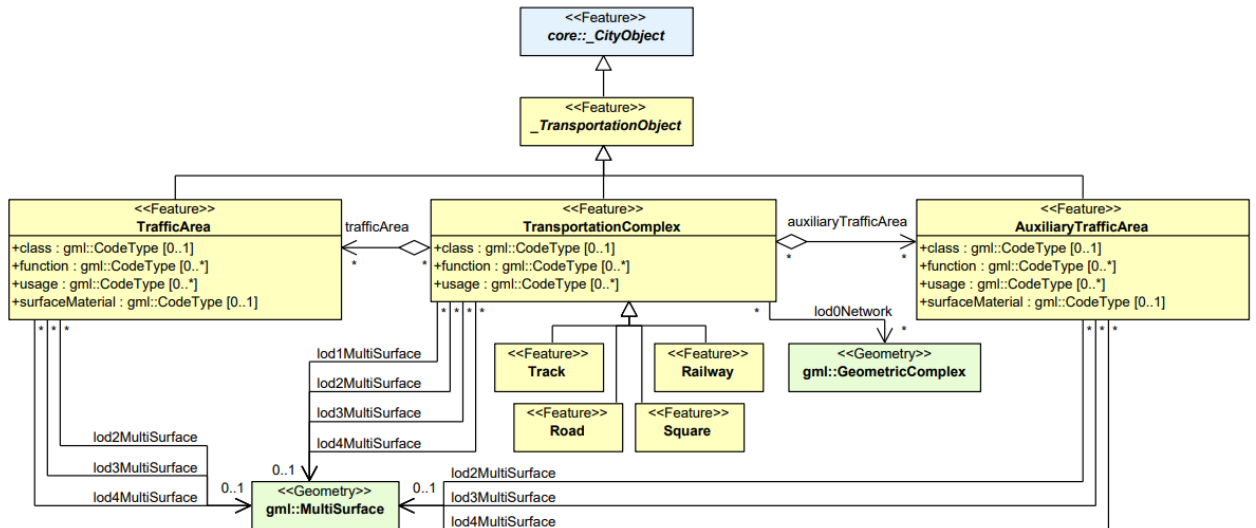 <<Feature>>
core::_CityObject
<<Feature>>
_TransportationObject
<<Feature>>
TrafficArea
+class : gml::CodeType [0..1]
+function : gml::CodeType [0..*]
+usage : gml::CodeType [0..*]
+surfaceMaterial : gml::CodeType [0..1]
trafficArea
*
*
<<Feature>>
TransportationComplex
+class : gml::CodeType [0..1]
+function : gml::CodeType [0..*]
+usage : gml::CodeType [0..*]
auxiliaryTrafficArea
*
*
<<Feature>>
AuxiliaryTrafficArea
+class : gml::CodeType [0..1]
+function : gml::CodeType [0..*]
+usage : gml::CodeType [0..*]
+surfaceMaterial : gml::CodeType [0..1]
* * *
* * * *
*
lod0Network
*
* * *
lod1MultiSurface
lod2MultiSurface
lod3MultiSurface
lod4MultiSurface
<<Feature>>
Track
<<Feature>>
Railway
<<Geometry>>
gml::GeometricComplex
<<Feature>>
Road
<<Feature>>
Square
lod2MultiSurface
lod3MultiSurface
lod4MultiSurface
0..1
0..1
0..1
<<Geometry>>
gml::MultiSurface
lod2MultiSurface
lod3MultiSurface
lod4MultiSurface